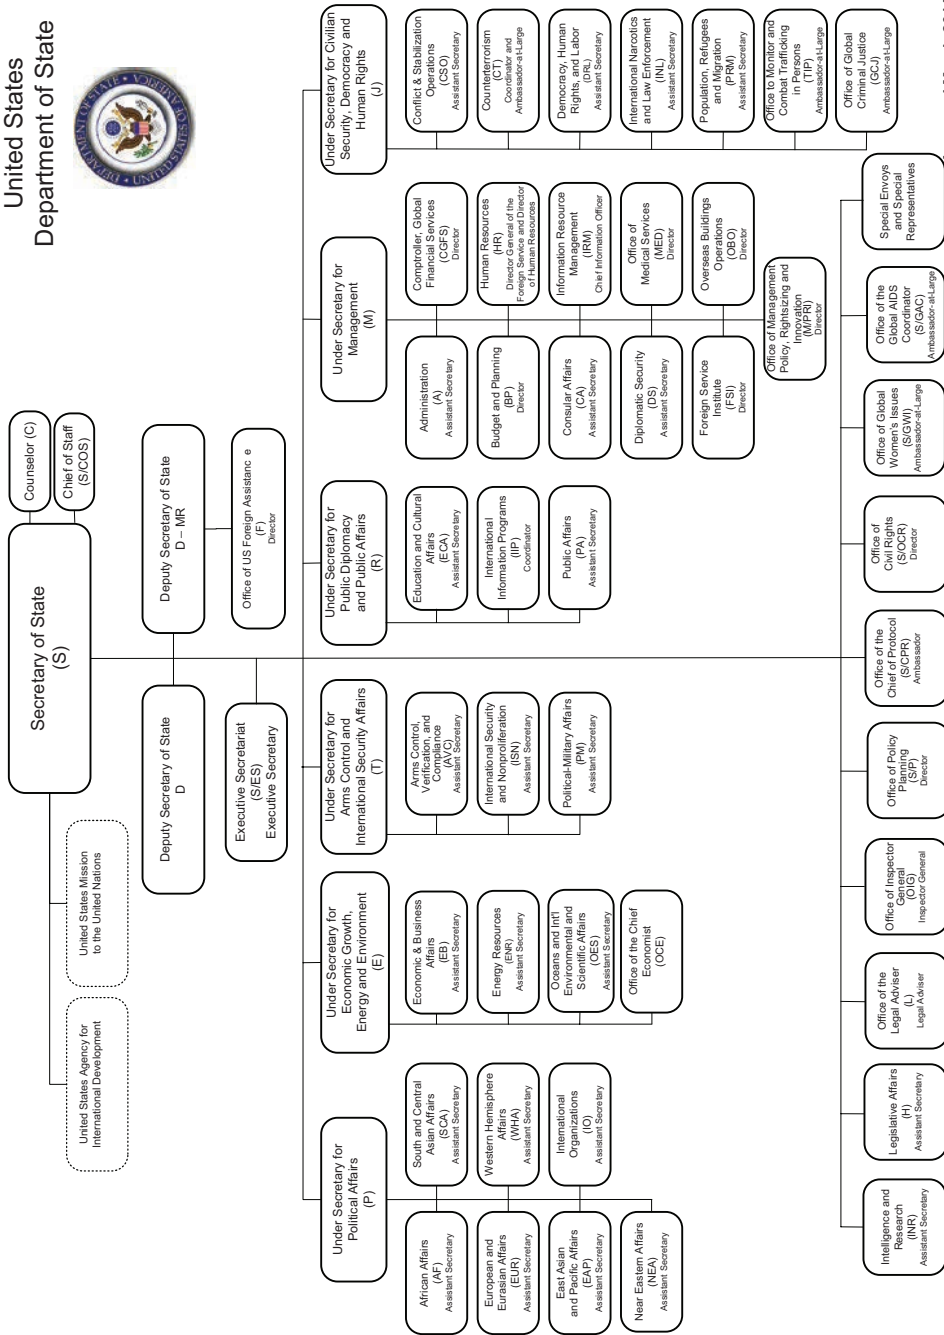 United States
Department of State
DEPARTMENT OF STATE
UNITED STATES OF AMERICA
Secretary of State
(S)
Counselor (C)
Chief of Staff
(S/COS)
United States Agency for
International Development
United States Mission
to the United Nations
Deputy Secretary of State
D
Deputy Secretary of State
D – MR
Executive Secretariat
(S/ES)
Executive Secretary
Office of US Foreign Assistanc e
(F)
Director
Under Secretary for
Political Affairs
(P)
African Affairs
(AF)
Assistant Secretary
South and Central
Asian Affairs
(SCA)
Assistant Secretary
European and
Eurasian Affairs
(EUR)
Assistant Secretary
Western Hemisphere
Affairs
(WHA)
Assistant Secretary
East Asian
and Pacific Affairs
(EAP)
Assistant Secretary
International
Organizations
(IO)
Assistant Secretary
Near Eastern Affairs
(NEA)
Assistant Secretary
Under Secretary for
Economic Growth,
Energy and Environment
(E)
Economic & Business
Affairs
(EB)
Assistant Secretary
Energy Resources
(ENR)
Assistant Secretary
Oceans and Int'l
Environmental and
Scientific Affairs
(OES)
Assistant Secretary
Office of the Chief
Economist
(OCE)
Under Secretary for
Arms Control and
International Security Affairs
(T)
Arms Control,
Verification, and
Compliance
(AVC)
Assistant Secretary
International Security
and Nonproliferation
(ISN)
Assistant Secretary
Political-Military Affairs
(PM)
Assistant Secretary
Under Secretary for
Public Diplomacy
and Public Affairs
(R)
Education and Cultural
Affairs
(ECA)
Assistant Secretary
International
Information Programs
(IIP)
Coordinator
Public Affairs
(PA)
Assistant Secretary
Under Secretary for
Management
(M)
Administration
(A)
Assistant Secretary
Comptroller, Global
Financial Services
(CGFS)
Director
Budget and Planning
(BP)
Director
Human Resources
(HR)
Director General of the
Foreign Service and Director
of Human Resources
Consular Affairs
(CA)
Assistant Secretary
Information Resource
Management
(IRM)
Chief Information Officer
Diplomatic Security
(DS)
Assistant Secretary
Office of
Medical Services
(MED)
Director
Foreign Service
Institute
(FSI)
Director
Overseas Buildings
Operations
(OBO)
Director
Office of Management
Policy, Rightsizing and
Innovation
(M/PRI)
Director
Under Secretary for Civilian
Security, Democracy and
Human Rights
(J)
Conflict & Stabilization
Operations
(CSO)
Assistant Secretary
Counterterrorism
(CT)
Coordinator and
Ambassador-at-Large
Democracy, Human
Rights, and Labor
(DRL)
Assistant Secretary
International Narcotics
and Law Enforcement
(INL)
Assistant Secretary
Population, Refugees
and Migration
(PRM)
Assistant Secretary
Office to Monitor and
Combat Trafficking
in Persons
(TIP)
Ambassador-at-Large
Office of Global
Criminal Justice
(GCJ)
Ambassador-at-Large
Intelligence and
Research
(INR)
Assistant Secretary
Legislative Affairs
(H)
Assistant Secretary
Office of the
Legal Adviser
(L)
Legal Adviser
Office of Inspector
General
(OIG)
Inspector General
Office of Policy
Planning
(S/P)
Director
Office of the
Chief of Protocol
(S/CPR)
Ambassador
Office of
Civil Rights
(S/OCR)
Director
Office of Global
Women's Issues
(S/GWI)
Ambassador-at-Large
Office of the
Global AIDS
Coordinator
(S/GAC)
Ambassador-at-Large
Special Envoys
and Special
Representatives